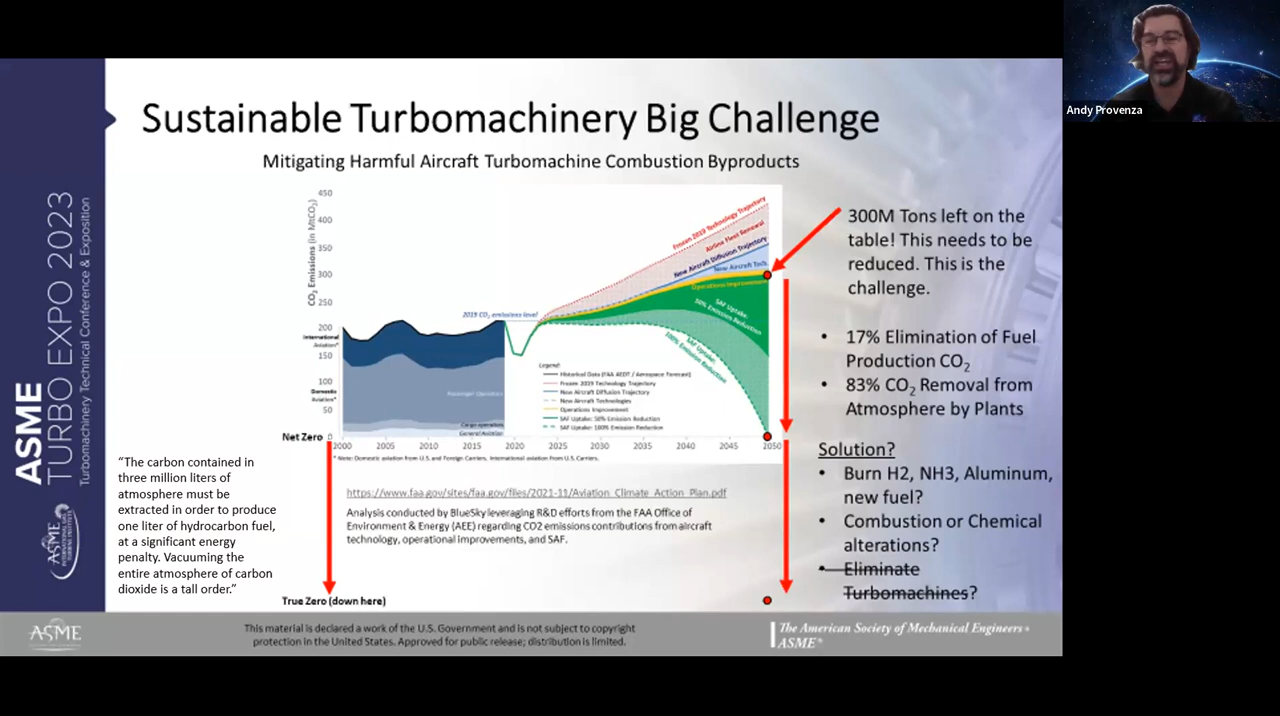 Andy Provenza
ASME
TURBO EXPO 2023
Turbomachinery Technical Conference & Exposition
ASME
Sustainable Turbomachinery Big Challenge
Mitigating Harmful Aircraft Turbomachine Combustion Byproducts
CO2 Emissions (in MtCO2)
450
400
350
300
250
200
150
100
50
0
International
Aviation*
Domestic
Aviation*
Net Zero
2019 CO2 emissions level
Passenger Operations
Cargo operations
General Aviation
Frozen 2019 Technology Trajectory
Airline Fleet Renewal
New Aircraft Diffusion Trajectory
New Aircraft Tech.
Operations Improvement
SAF Uptake:
50% Emission Reduction
SAF Uptake:
100% Emission Reduction
Legend:
Historical Data (FAA AEDT / Aerospace Forecast)
Frozen 2019 Technology Trajectory
New Aircraft Diffusion Trajectory
New Aircraft Technologies
Operations Improvement
SAF Uptake: 50% Emission Reduction
SAF Uptake: 100% Emission Reduction
2000 2005 2010 2015 2020 2025 2030 2035 2040 2045 2050
* Note: Domestic aviation from U.S. and Foreign Carriers, International aviation from U.S. Carriers.
https://www.faa.gov/sites/faa.gov/files/2021-11/Aviation_Climate_Action_Plan.pdf
Analysis conducted by BlueSky leveraging R&D efforts from the FAA Office of
Environment & Energy (AEE) regarding CO2 emissions contributions from aircraft
technology, operational improvements, and SAF.
"The carbon contained in
three million liters of
atmosphere must be
extracted in order to produce
one liter of hydrocarbon fuel,
at a significant energy
penalty. Vacuuming the
entire atmosphere of carbon
dioxide is a tall order."
True Zero (down here)
300M Tons left on the
table! This needs to be
reduced. This is the
challenge.
• 17% Elimination of Fuel
Production CO2
• 83% CO2 Removal from
Atmosphere by Plants
Solution?
• Burn H2, NH3, Aluminum,
new fuel?
• Combustion or Chemical
alterations?
• Eliminate
Turbomachines?
ASME
This material is declared a work of the U.S. Government and is not subject to copyright
protection in the United States. Approved for public release; distribution is limited.
The American Society of Mechanical Engineers
ASME®